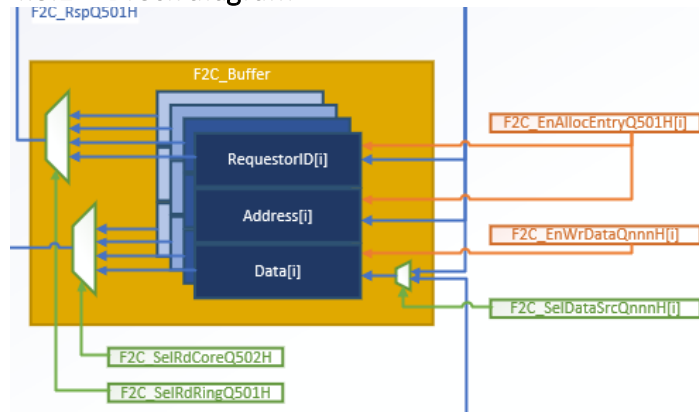 F2C_RspQ501H
F2C_Buffer
F2C_EnAllocEntryQ501H[i]
RequestorID[i]
Address[i]
F2C_EnWrDataQnnnH[i]
Data[i]
F2C_SelDataSrcQnnnH[i]
F2C_SelRdCoreQ502H
F2C_SelRdRingQ501H